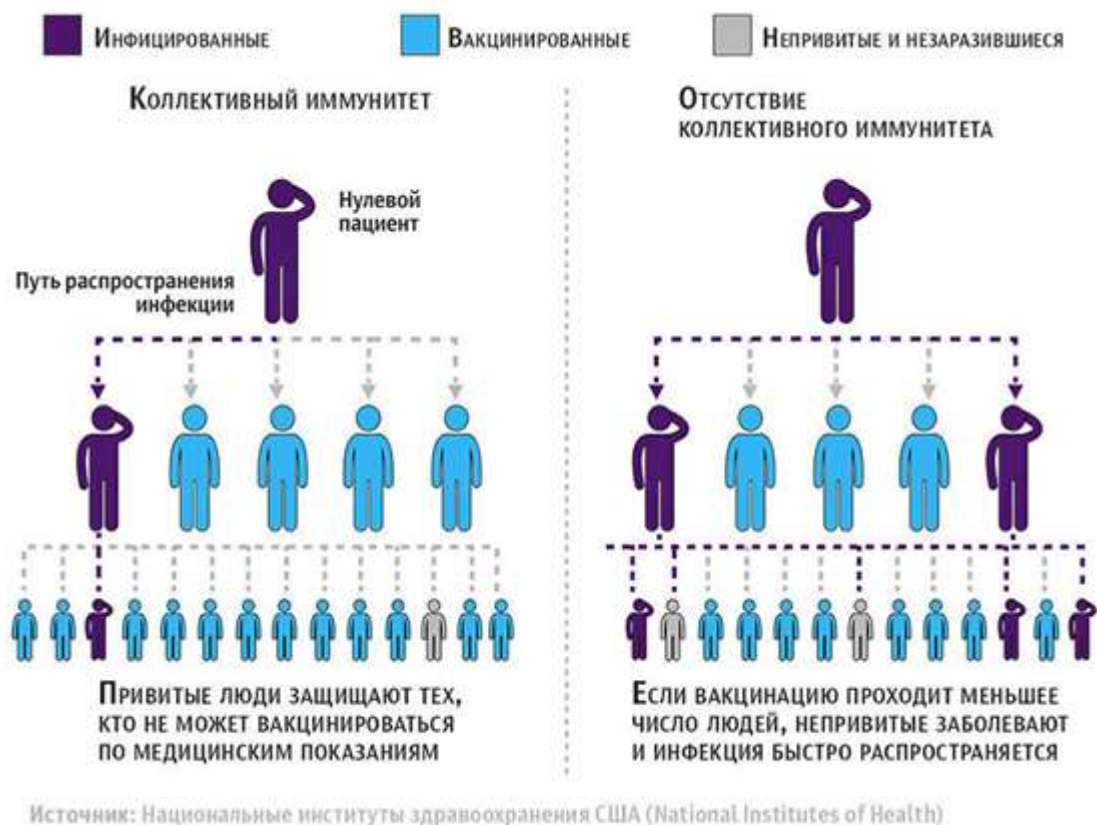 Инфицированные
Вакцинированные
Непривитые и незаразившиеся
Коллективный иммунитет
Нулевой
пациент
Путь распространения
инфекции
Привитые люди защищают тех,
кто не может вакцинироваться
по медицинским показаниям
Отсутствие
коллективного иммунитета
Если вакцинацию проходит меньшее
число людей, непривитые заболевают
и инфекция быстро распространяется
Источник: Национальные институты здравоохранения США (National Institutes of Health)